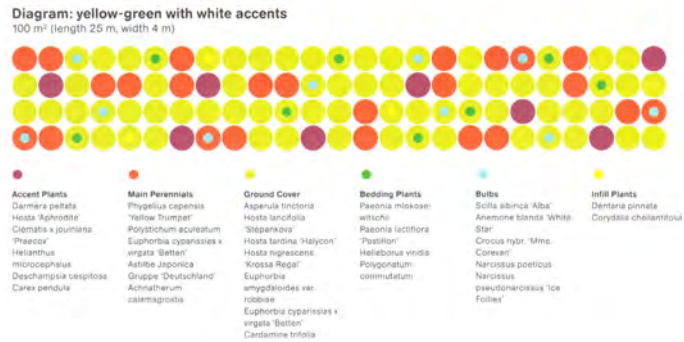 Diagram: yellow-green with white accents
100 m² (length 25 m, width 4 m)
Accent Plants
Darmera peltata
Hosta 'Aphrodite'
Clematis x jouiniana
'Praecox'
Helianthus
microcephalus
Deschampsia cespitosa
Carex pendula
Main Perennials
Phygelius capensis
'Yellow Trumpet'
Polystichum aculeatum
Euphorbia cyparissias x
virgata 'Betten'
Astilbe Japonica
Gruppe 'Deutschland'
Achnatherum
calamagrostis
Ground Cover
Asperula tinctoria
Hosta lancifolia
'Stepankova'
Hosta tardina 'Halycon'
Hosta nigrescens
'Krossa Regal'
Euphorbia
amygdaloides var.
robbiae
Euphorbia cyparissias x
virgata 'Betten'
Cardamine trifolia
Bedding Plants
Paeonia mlokose-
witschii
Paeonia lactiflora
'Postilion'
Helleborus viridis
Polygonatum
commutatum
Bulbs
Scilla sibirica 'Alba'
Anemone blanda 'White
Star'
Crocus hybr. 'Mme.
Corevan'
Narcissus poeticus
Narcissus
pseudonarcissus 'Ice
Follies'
Infill Plants
Dentaria pinnata
Corydalis cheilanthifolia